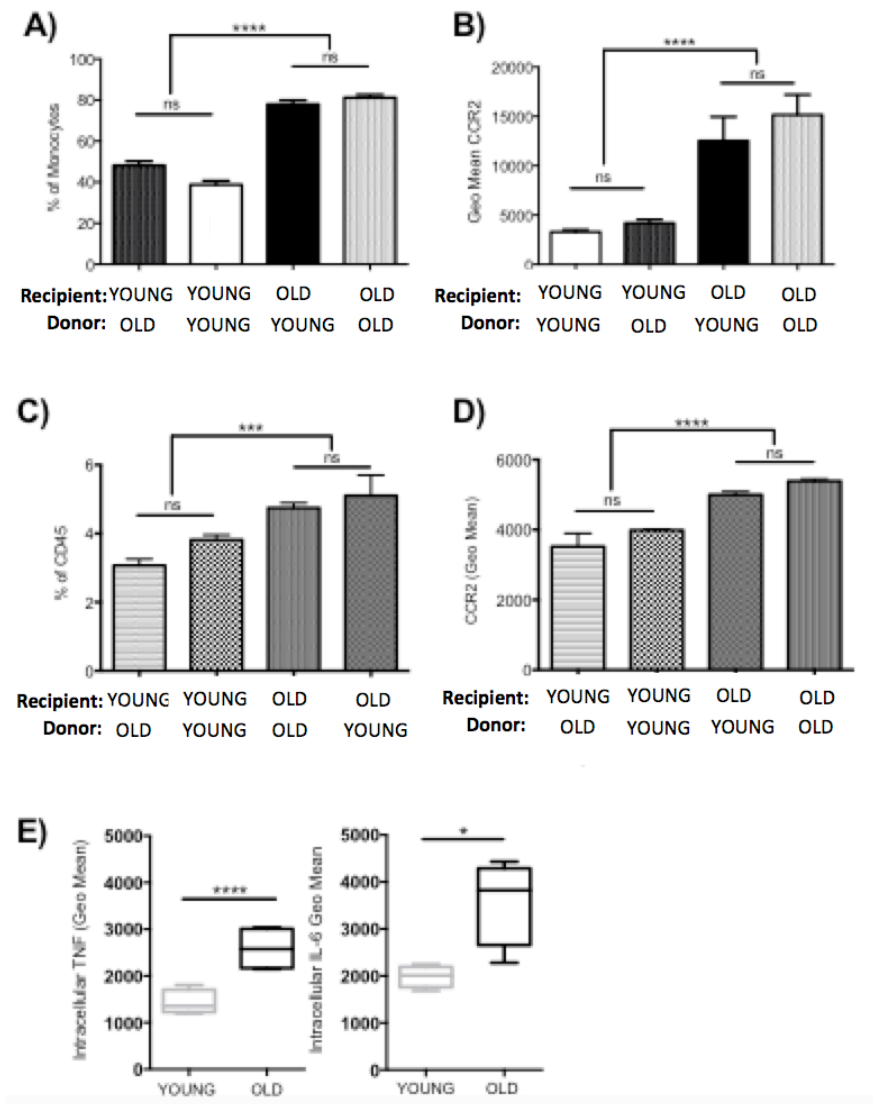 A)
% of Monocytes
100
80
60
40
20
0
****
ns
ns
Recipient: YOUNG YOUNG OLD OLD
Donor: OLD YOUNG YOUNG OLD
B)
Geo Mean CCR2
20000
15000
10000
5000
0
****
ns
ns
Recipient: YOUNG YOUNG OLD OLD
Donor: YOUNG OLD YOUNG OLD
C)
% of CD45
6
4
2
0
***
ns
ns
Recipient: YOUNG YOUNG OLD OLD
Donor: OLD YOUNG OLD YOUNG
D)
CCR2 (Geo Mean)
6000
4000
2000
0
****
ns
ns
Recipient: YOUNG YOUNG OLD OLD
Donor: OLD YOUNG YOUNG OLD
E)
Intracellular TNF (Geo Mean)
5000
4000
3000
2000
1000
0
****
YOUNG OLD
Intracellular IL-6 Geo Mean
5000
4000
3000
2000
1000
0
*
YOUNG OLD